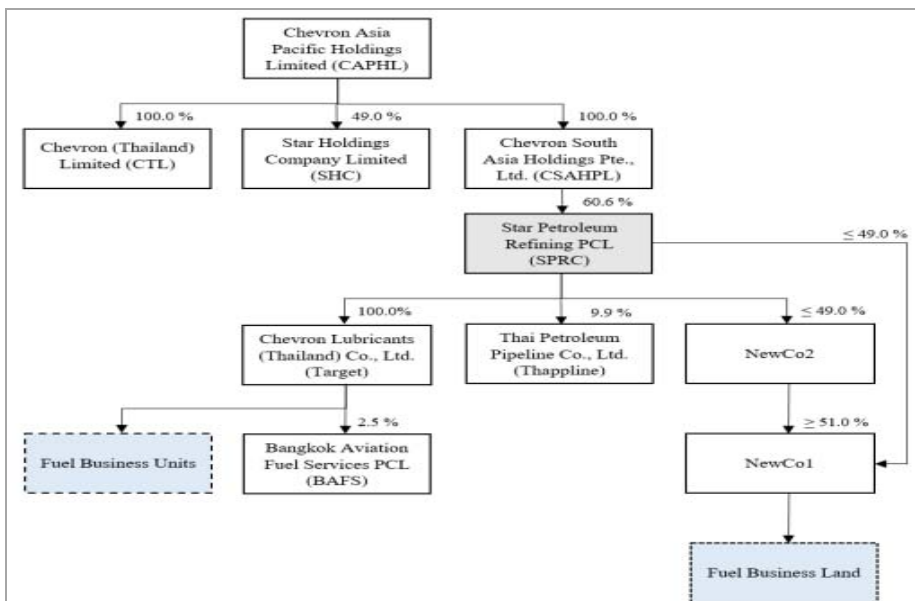 Chevron Asia
Pacific Holdings
Limited (CAPHL)
100.0 %
49.0 %
100.0 %
Chevron (Thailand)
Limited (CTL)
Star Holdings
Company Limited
(SHC)
Chevron South
Asia Holdings Pte.,
Ltd. (CSAHPL)
60.6 %
Star Petroleum
Refining PCL
(SPRC)
≤ 49.0 %
100.0%
9.9 %
≤ 49.0 %
Chevron Lubricants
(Thailand) Co., Ltd.
(Target)
Thai Petroleum
Pipeline Co., Ltd.
(Thappline)
NewCo2
2.5 %
≥ 51.0 %
Fuel Business Units
Bangkok Aviation
Fuel Services PCL
(BAFS)
NewCo1
Fuel Business Land